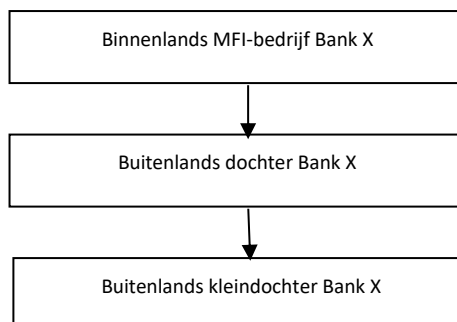 Binnenlands MFI-bedrijf Bank X
Buitenlands dochter Bank X
Buitenlands kleindochter Bank X